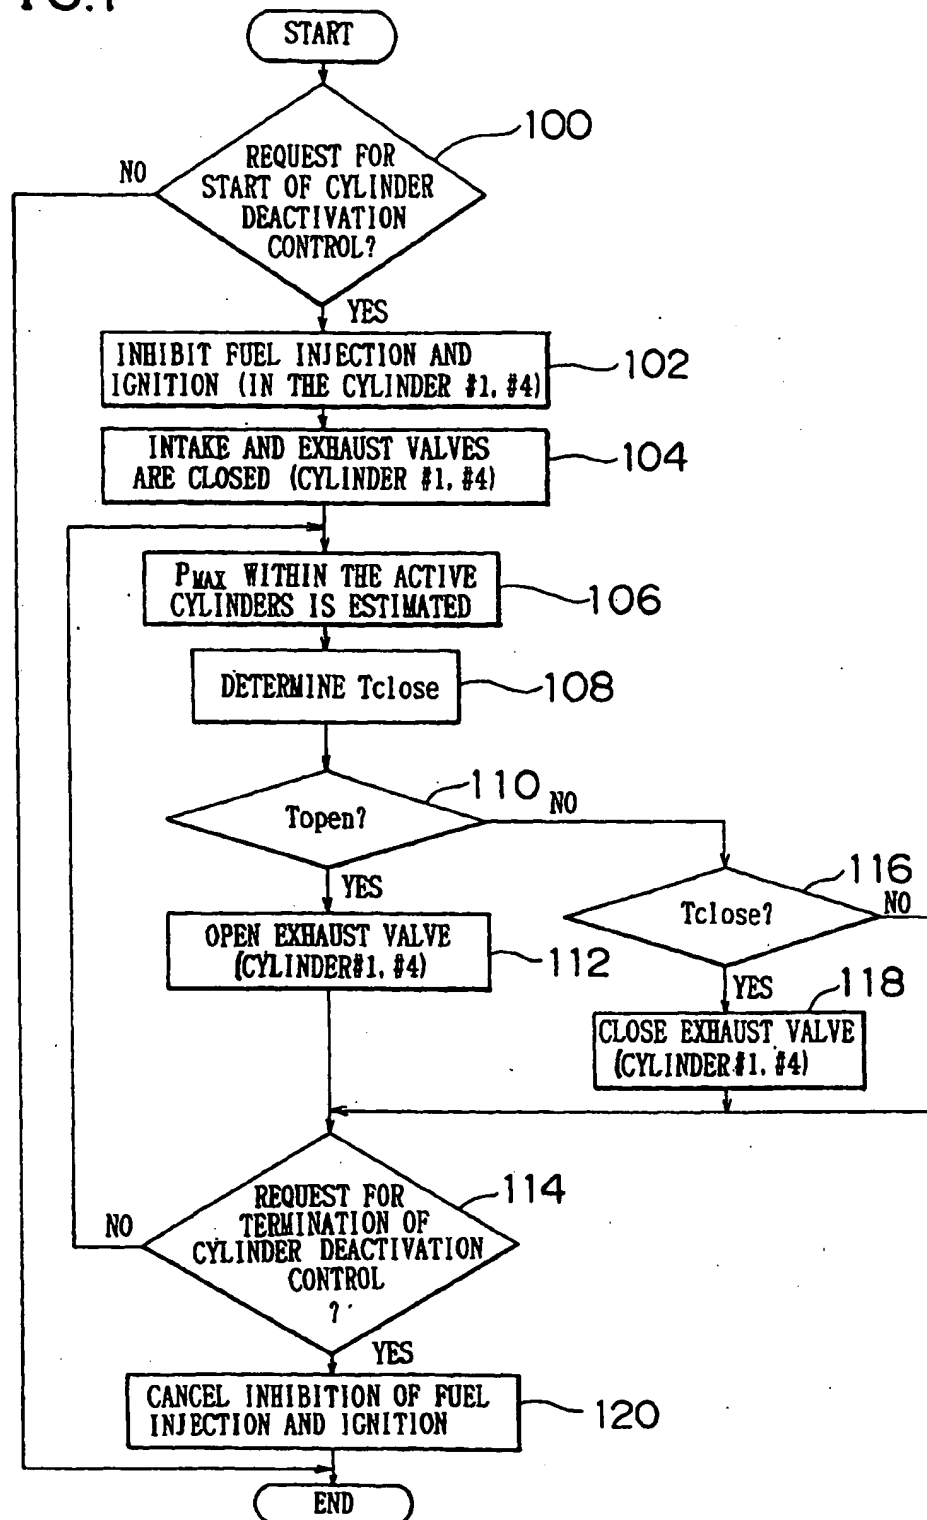 START
100
REQUEST FOR
START OF CYLINDER
DEACTIVATION
CONTROL?
NO
YES
INHIBIT FUEL INJECTION AND
IGNITION (IN THE CYLINDER #1, #4)
102
INTAKE AND EXHAUST VALVES
ARE CLOSED (CYLINDER #1, #4)
104
PMAX WITHIN THE ACTIVE
CYLINDERS IS ESTIMATED
106
DETERMINE Tclose
108
Topen?
110
NO
YES
OPEN EXHAUST VALVE
(CYLINDER#1, #4)
112
Tclose?
116
NO
YES
CLOSE EXHAUST VALVE
(CYLINDER#1, #4)
118
REQUEST FOR
TERMINATION OF
CYLINDER DEACTIVATION
CONTROL
?
114
NO
YES
CANCEL INHIBITION OF FUEL
INJECTION AND IGNITION
120
END